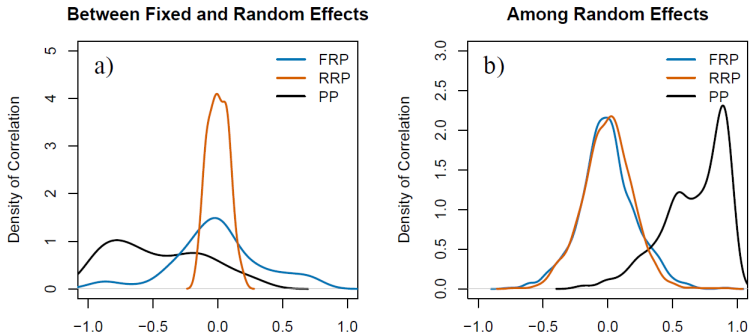 Between Fixed and Random Effects
Among Random Effects
Density of Correlation
5
4
3
2
1
0
a)
FRP
RRP
PP
−1.0
−0.5
0.0
0.5
1.0
Density of Correlation
3.0
2.5
2.0
1.5
1.0
0.5
0.0
b)
FRP
RRP
PP
−1.0
−0.5
0.0
0.5
1.0